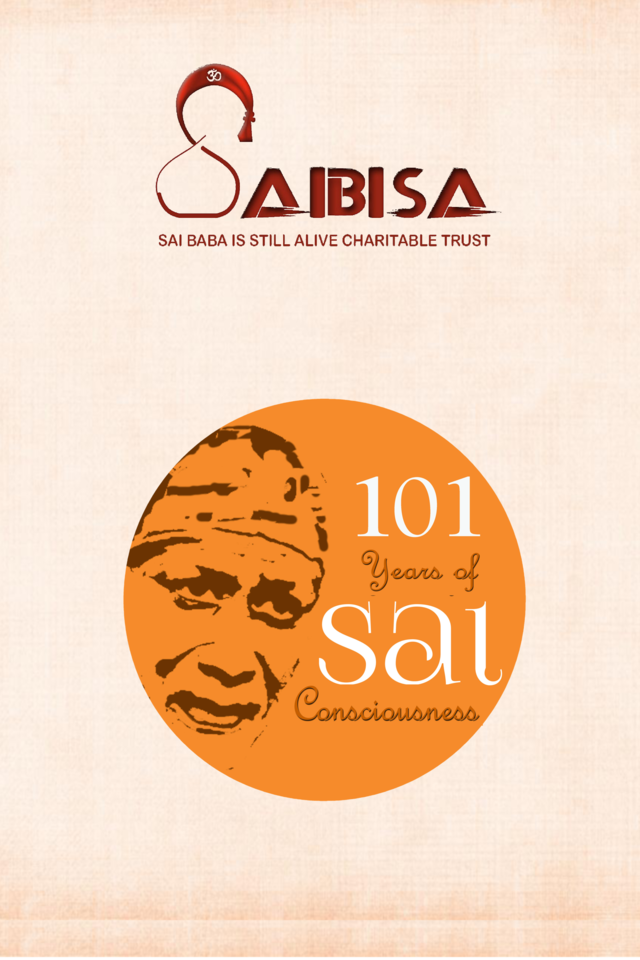 ॐ
SAIBISA
SAI BABA IS STILL ALIVE CHARITABLE TRUST
101
Years of
sai
Consciousness